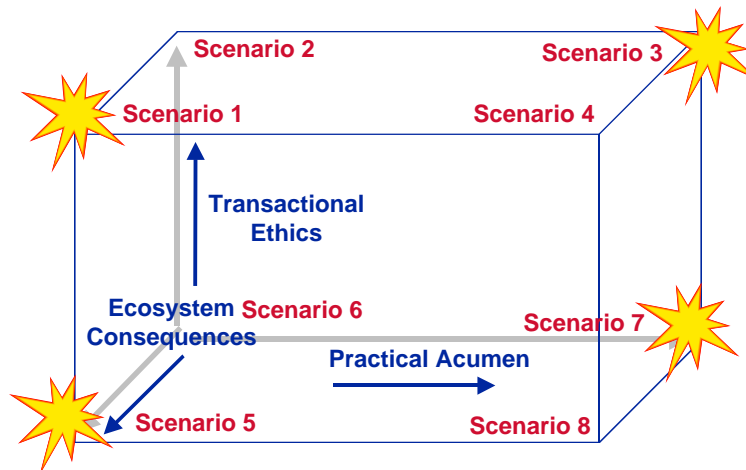 Scenario 2
Scenario 3
Scenario 1
Scenario 4
Transactional
Ethics
Ecosystem
Consequences
Scenario 6
Scenario 7
Practical Acumen
Scenario 5
Scenario 8